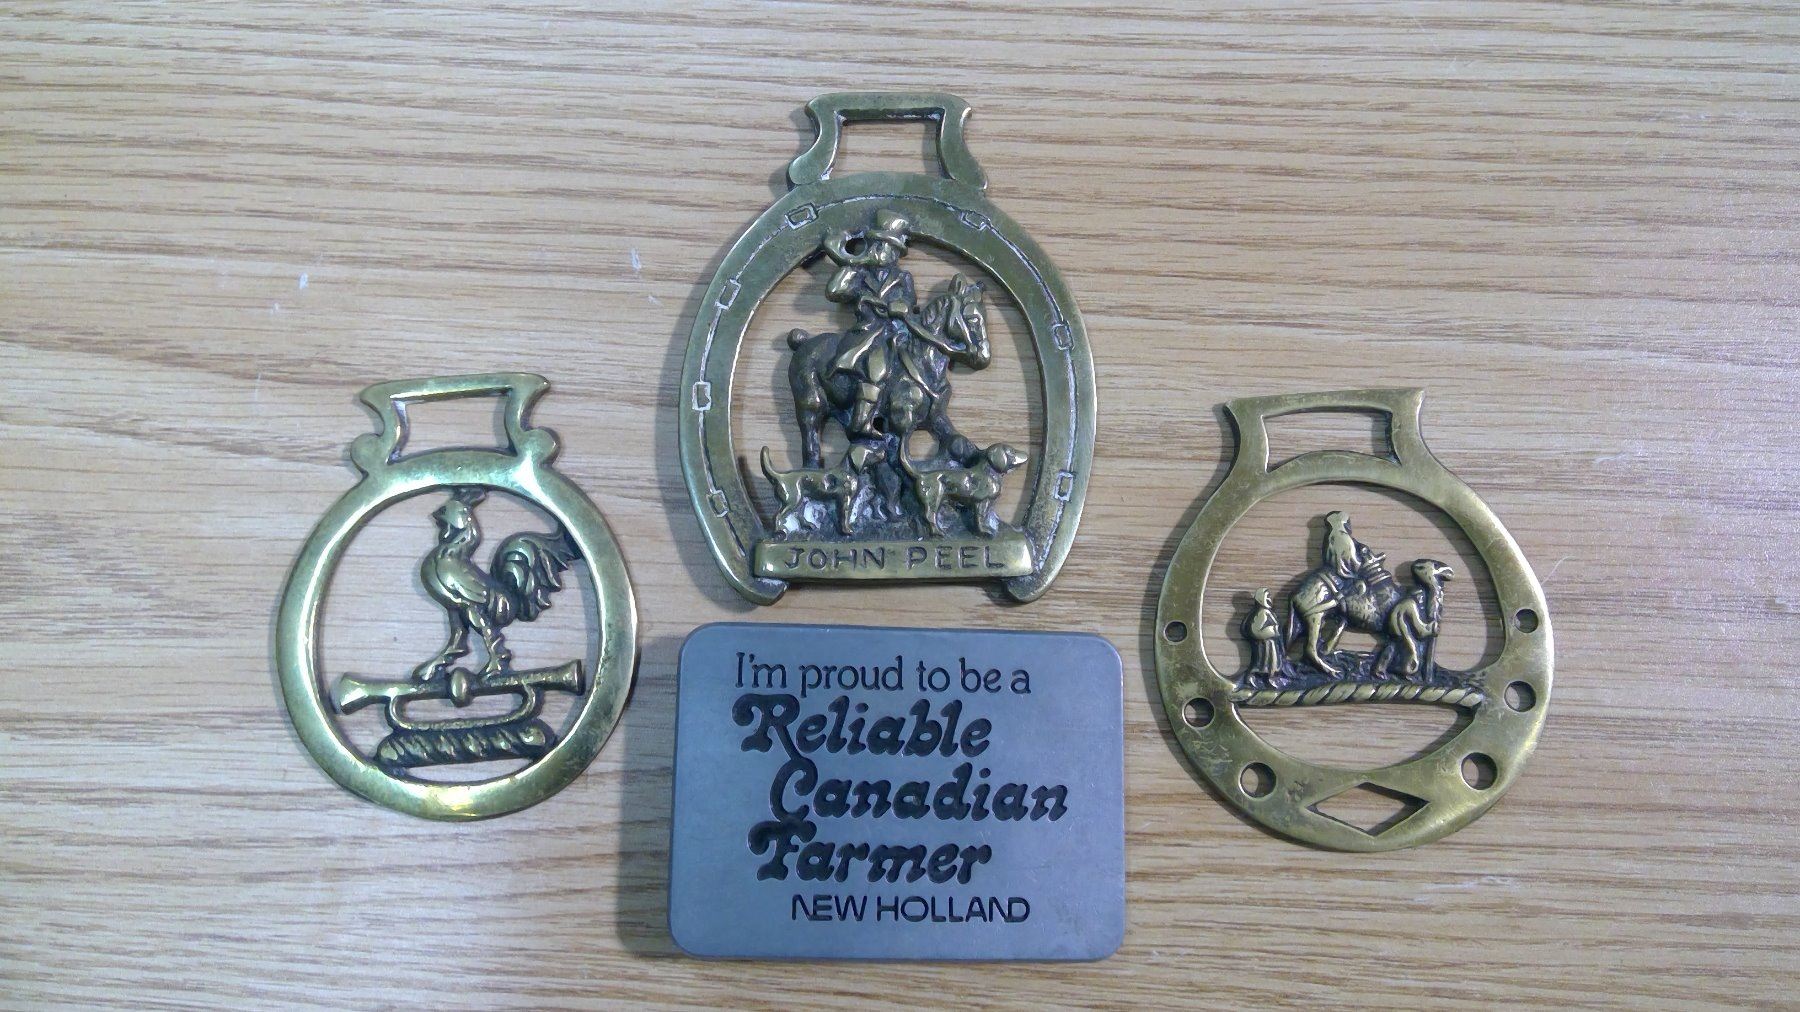 JOHN PEEL
I'm proud to be a
Reliable
Canadian
Farmer
NEW HOLLAND